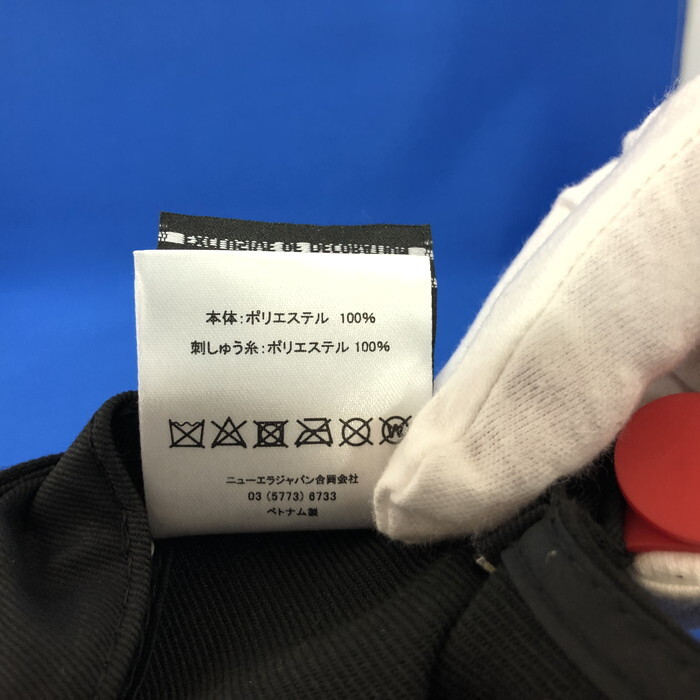 EXCLUSIVE DE DECORATION
本体:ポリエステル 100%
刺しゅう糸:ポリエステル 100%
W
ニューエラジャパン合同会社
03 (5773) 6733
ベトナム製